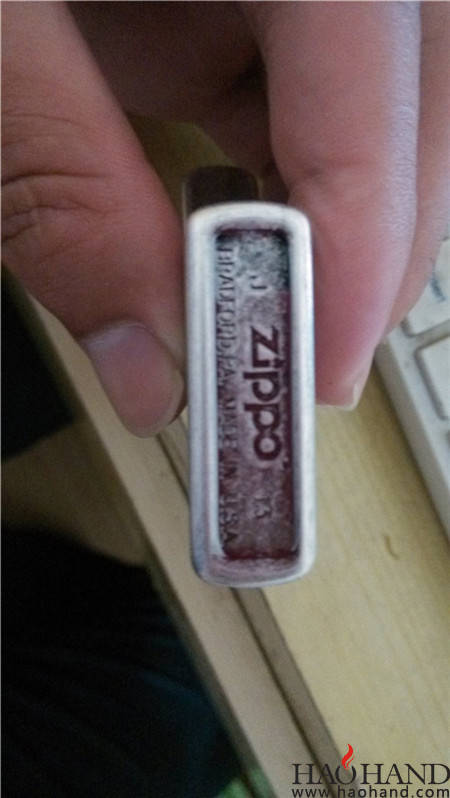 J zippo 13
BRADFORD, PA. MADE IN U.S.A
HAOHAND
www.haohand.com